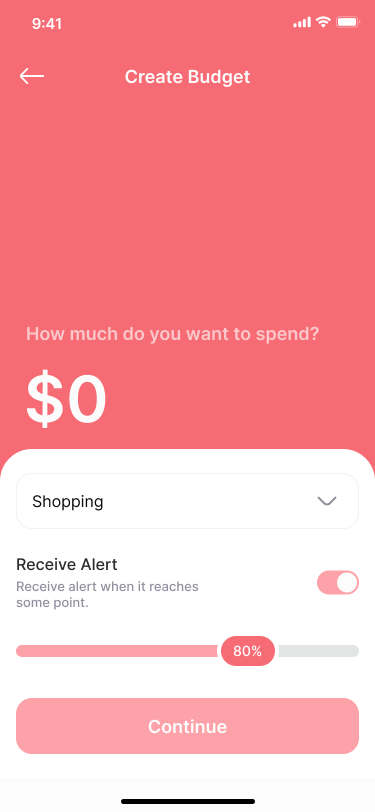 9:41
Create Budget
How much do you want to spend?
$0
Shopping
Receive Alert
Receive alert when it reaches
some point.
80%
Continue